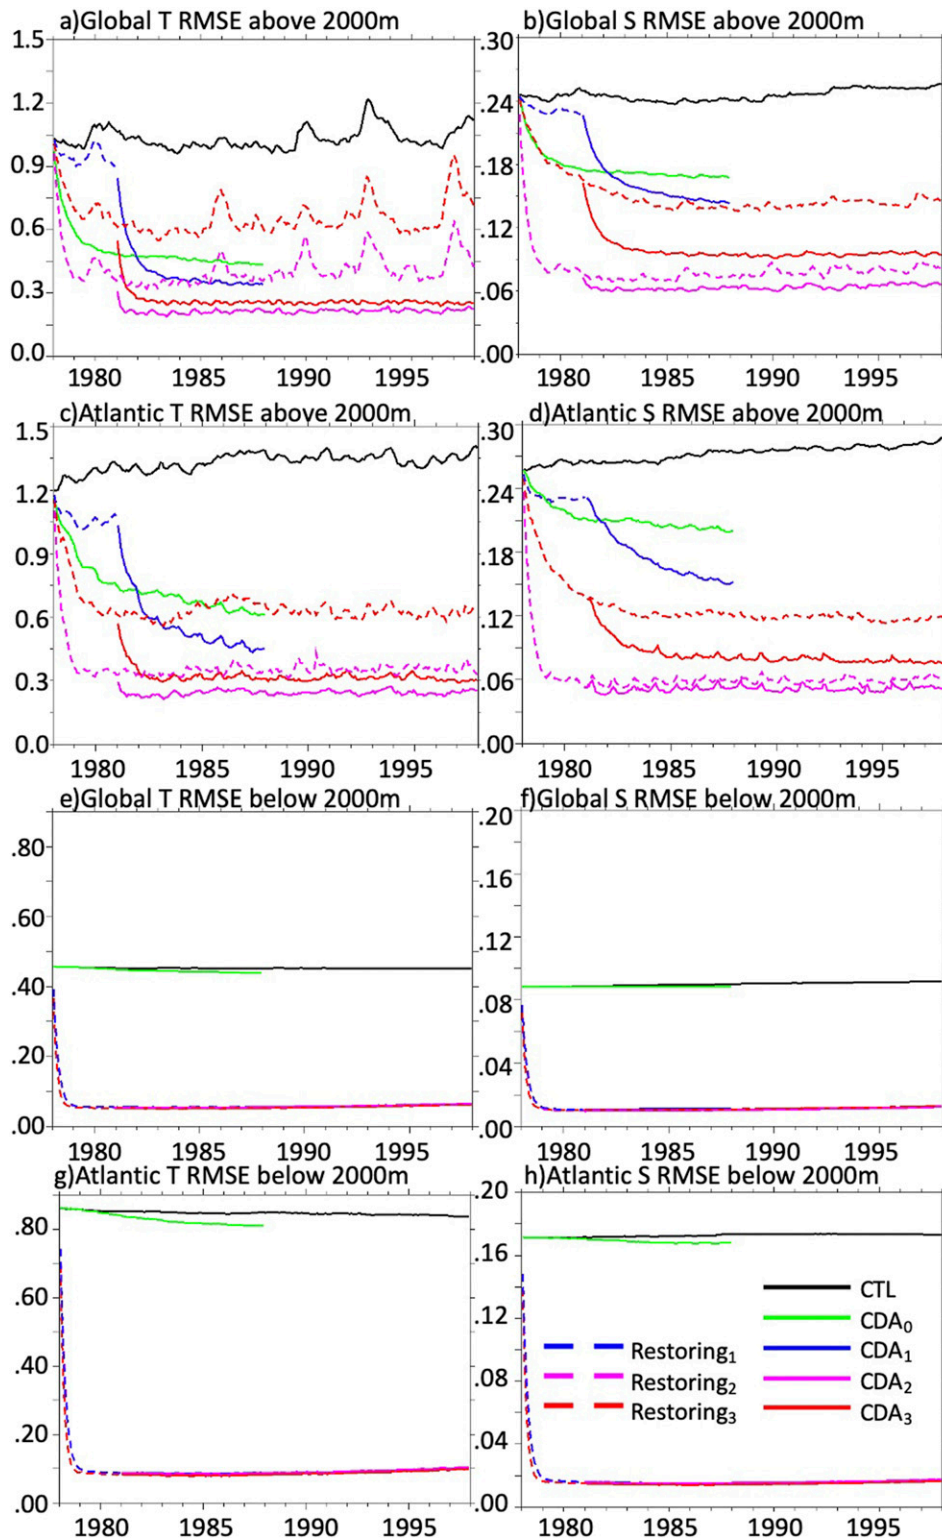 a)Global T RMSE above 2000m
b)Global S RMSE above 2000m
1.5
1.2
0.9
0.6
0.3
0.0
1980 1985 1990 1995
.30
.24
.18
.12
.06
.00
1980 1985 1990 1995
c)Atlantic T RMSE above 2000m
d)Atlantic S RMSE above 2000m
1.5
1.2
0.9
0.6
0.3
0.0
1980 1985 1990 1995
.30
.24
.18
.12
.06
.00
1980 1985 1990 1995
e)Global T RMSE below 2000m
f)Global S RMSE below 2000m
.80
.60
.40
.20
.00
1980 1985 1990 1995
.20
.16
.12
.08
.04
.00
1980 1985 1990 1995
g)Atlantic T RMSE below 2000m
h)Atlantic S RMSE below 2000m
.80
.60
.40
.20
.00
1980 1985 1990 1995
.20
.16
.12
.08
.04
.00
1980 1985 1990 1995
CTL
CDA₀
Restoring₁ CDA₁
Restoring₂ CDA₂
Restoring₃ CDA₃